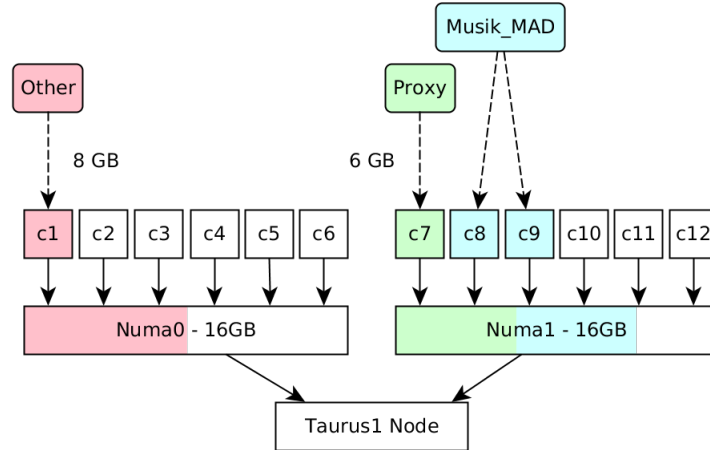 Musik_MAD
Other
Proxy
8 GB
6 GB
c1
c2
c3
c4
c5
c6
c7
c8
c9
c10
c11
c12
Numa0 - 16GB
Numa1 - 16GB
Taurus1 Node